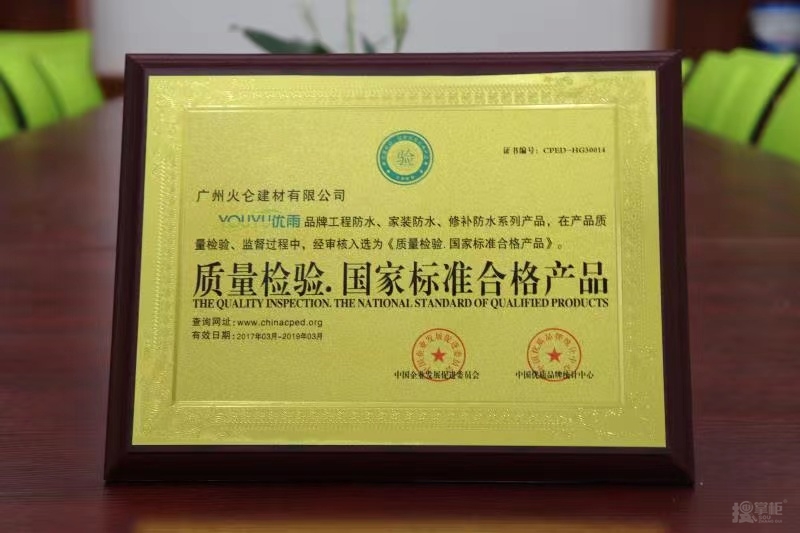 验
证书编号：CPED-HG30014
广州火仑建材有限公司
YOUYU优雨 品牌工程防水、家装防水、修补防水系列产品，在产品质
量检验、监督过程中，经审核入选为《质量检验.国家标准合格产品》。
质量检验.国家标准合格产品
THE QUALITY INSPECTION. THE NATIONAL STANDARD OF QUALIFIED PRODUCTS
查询网址：www.chinacped.org
有效日期：2017年03月-2019年03月
中国企业发展促进委员会
中国优质品牌统计中心
搜掌柜